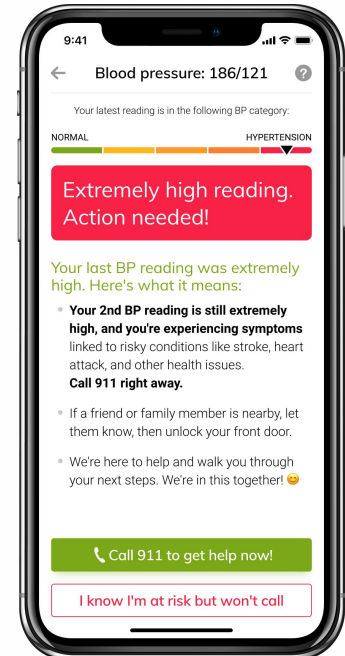 9:41
Blood pressure: 186/121
?
Your latest reading is in the following BP category:
NORMAL HYPERTENSION
Extremely high reading.
Action needed!
Your last BP reading was extremely
high. Here's what it means:
Your 2nd BP reading is still extremely
high, and you're experiencing symptoms
linked to risky conditions like stroke, heart
attack, and other health issues.
Call 911 right away.
If a friend or family member is nearby, let
them know, then unlock your front door.
We're here to help and walk you through
your next steps. We're in this together! 😊
Call 911 to get help now!
I know I'm at risk but won't call